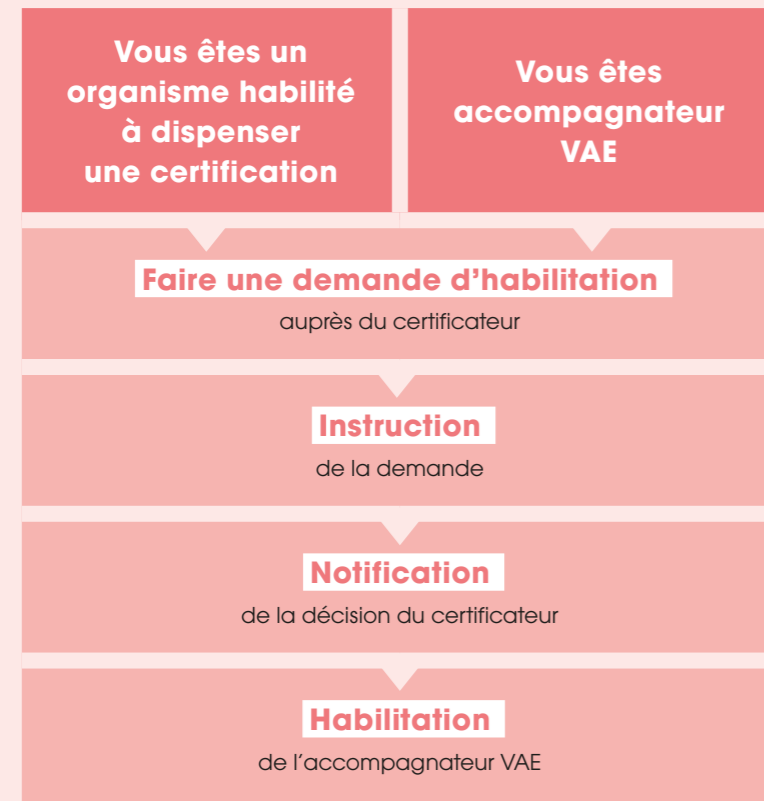 Vous êtes un
organisme habilité
à dispenser
une certification
Vous êtes
accompagnateur
VAE
Faire une demande d’habilitation
auprès du certificateur
Instruction
de la demande
Notification
de la décision du certificateur
Habilitation
de l’accompagnateur VAE